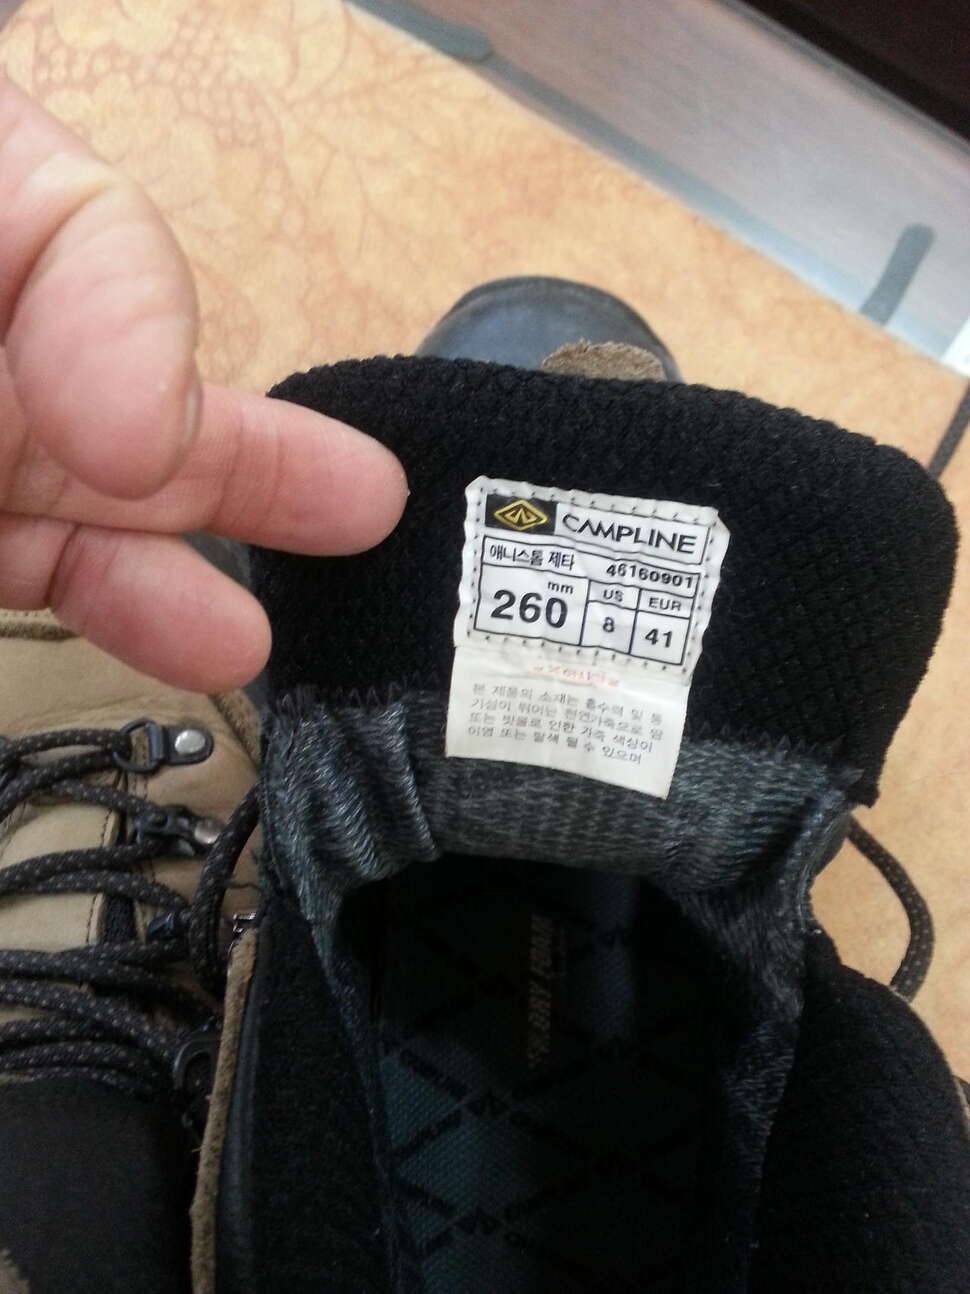 CAMPLINE
애니스톰 제타 46160901
mm US EUR
260 8 41
본 제품의 소재는 흡수력 및 통
기성이 뛰어는 천연가죽으로 땀
또는 빗물로 인한 가죽 색상이
이염 또는 탈색 될 수 있으며